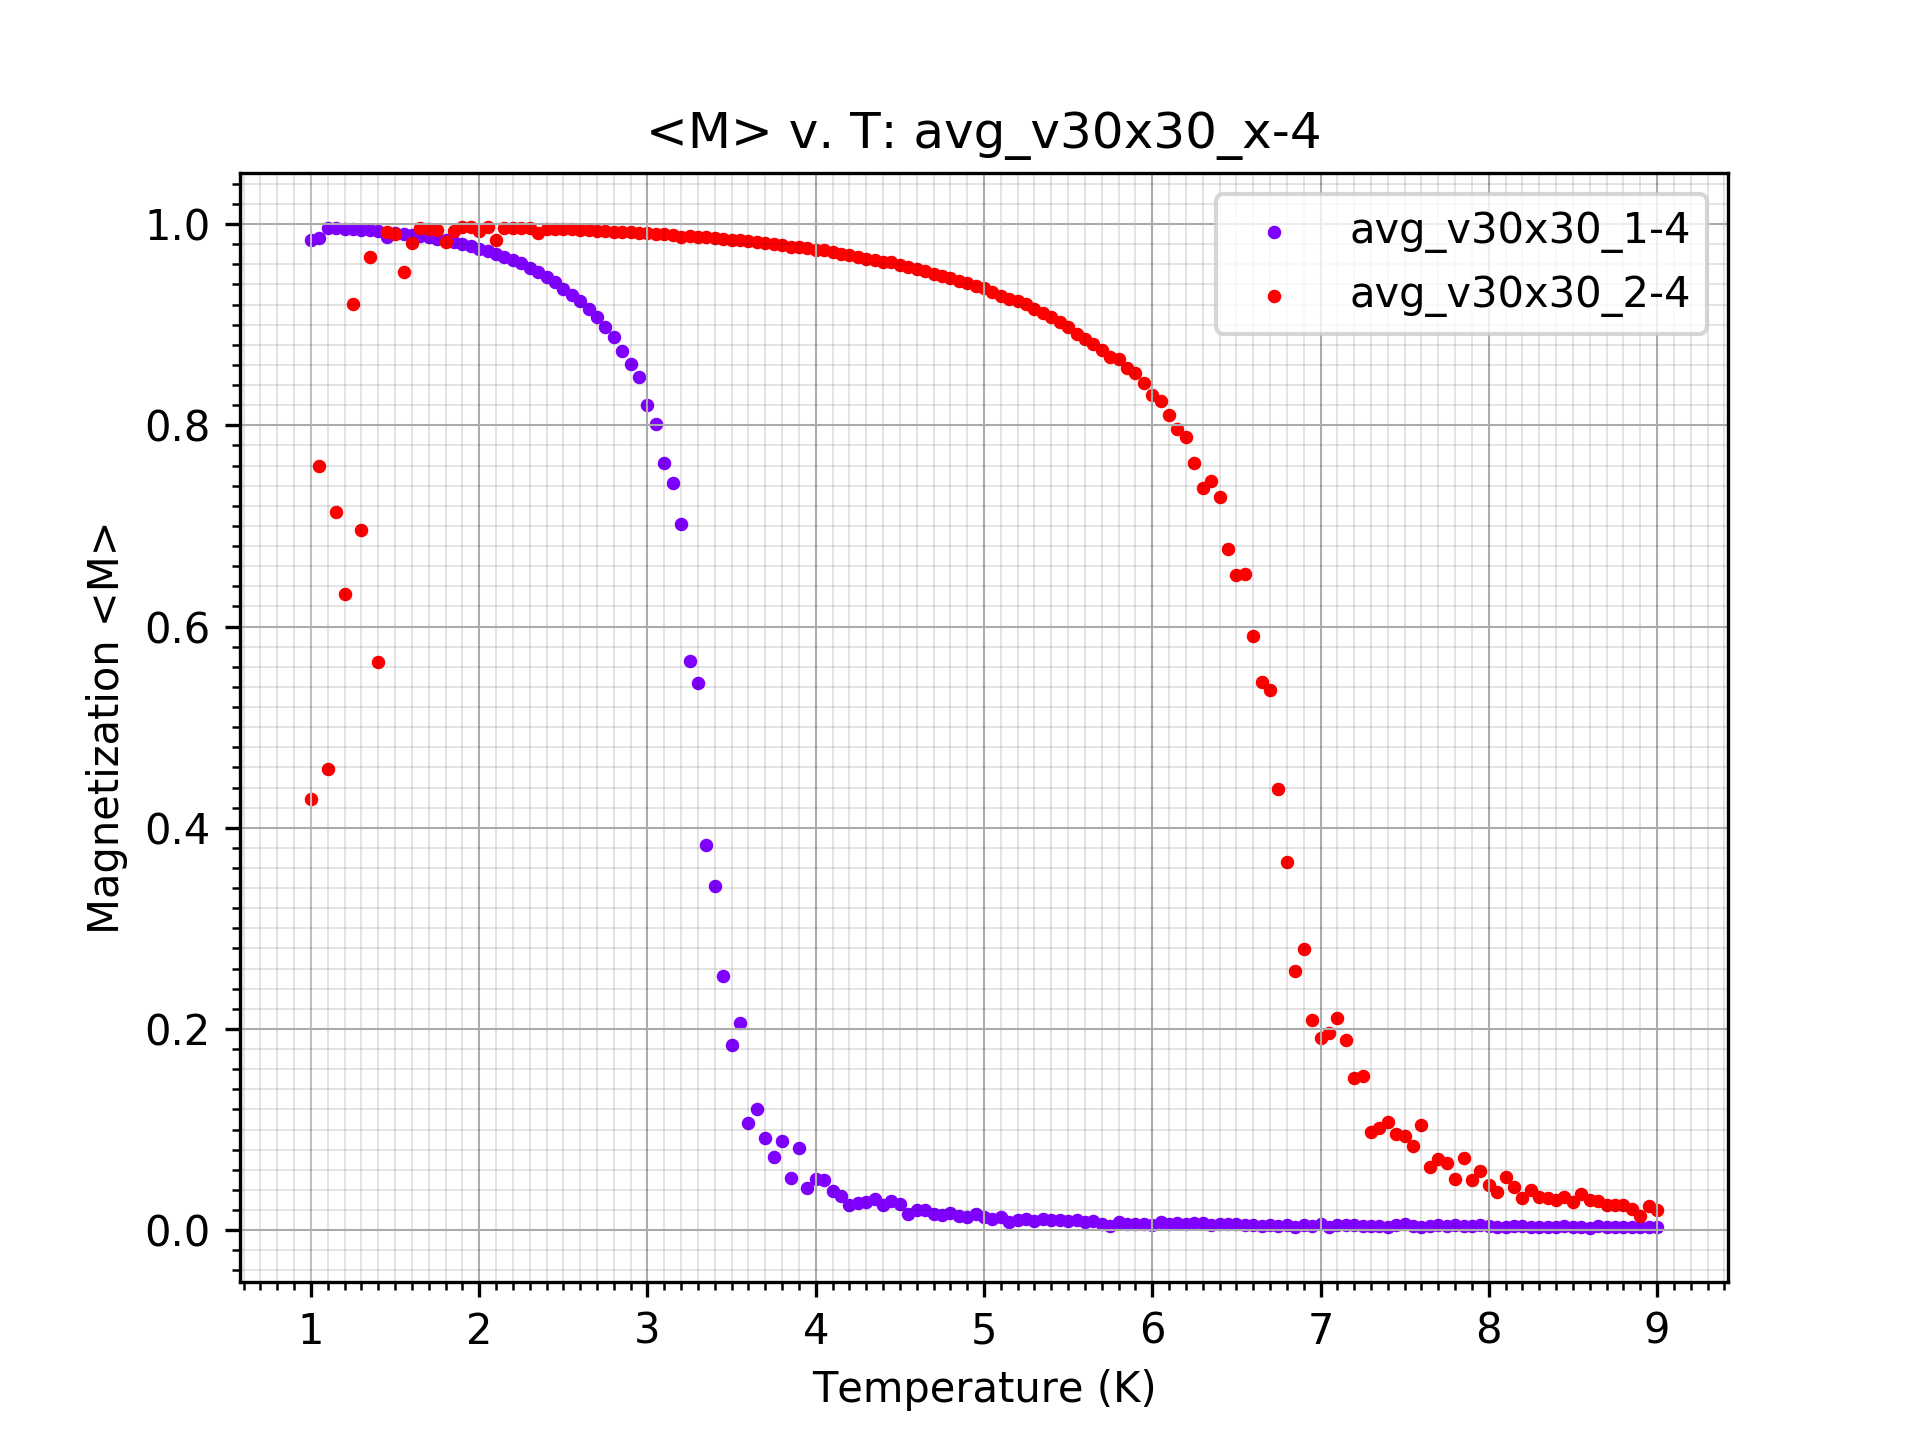 <M> v. T: avg_v30x30_x-4
avg_v30x30_1-4
avg_v30x30_2-4
Magnetization <M>
1.0
0.8
0.6
0.4
0.2
0.0
1 2 3 4 5 6 7 8 9
Temperature (K)